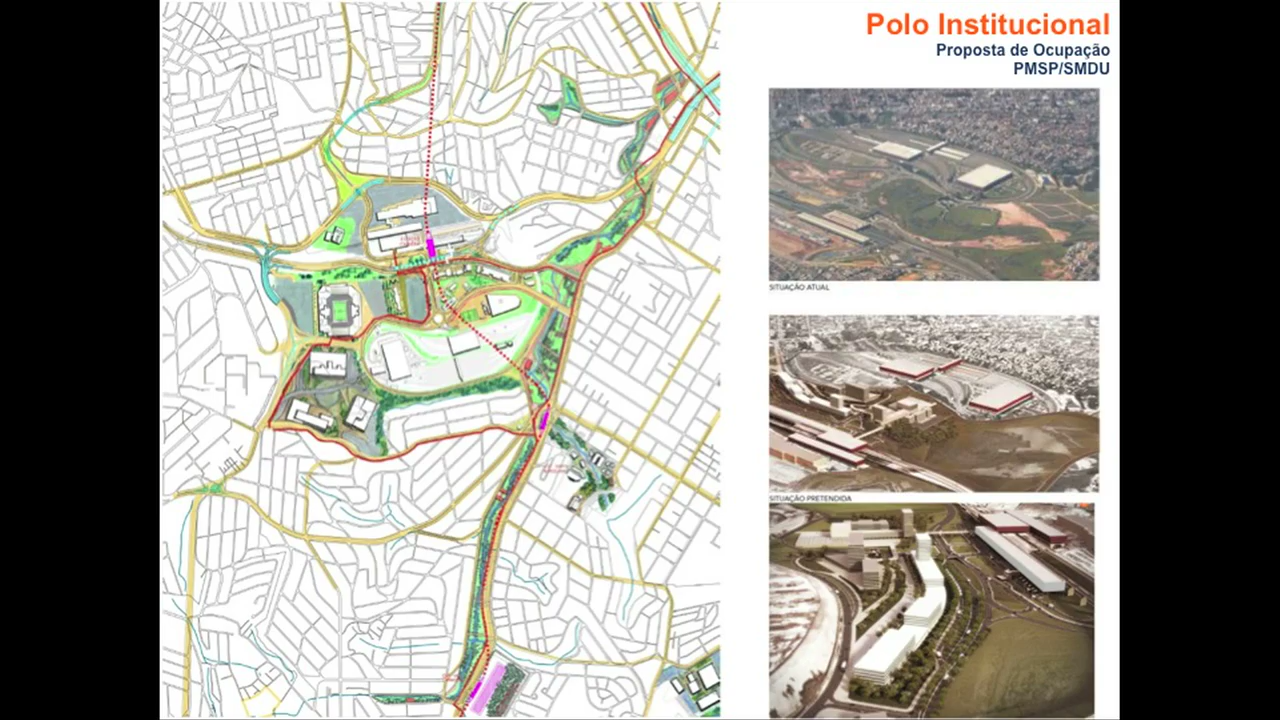 Polo Institucional
Proposta de Ocupação
PMSP/SMDU
SITUAÇÃO ATUAL
SITUAÇÃO PRETENDIDA